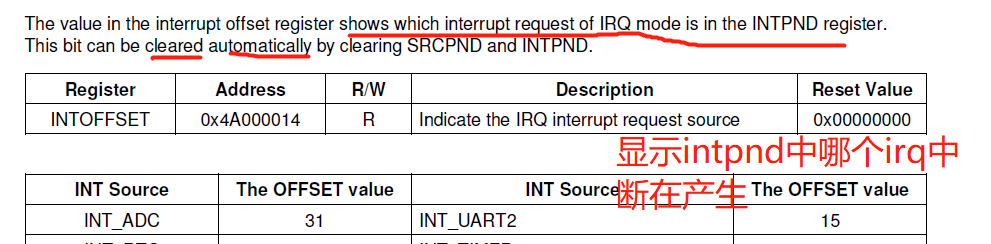 The value in the interrupt offset register shows which interrupt request of IRQ mode is in the INTPND register.
This bit can be cleared automatically by clearing SRCPND and INTPND.
Register Address R/W Description Reset Value
INTOFFSET 0x4A000014 R Indicate the IRQ interrupt request source 0x00000000
显示intpnd中哪个irq中
断在产生
INT Source The OFFSET value INT Source The OFFSET value
INT_ADC 31 INT_UART2 15